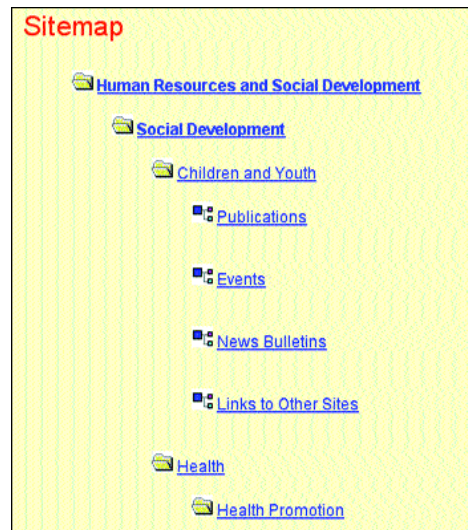 Sitemap
Human Resources and Social Development
Social Development
Children and Youth
Publications
Events
News Bulletins
Links to Other Sites
Health
Health Promotion